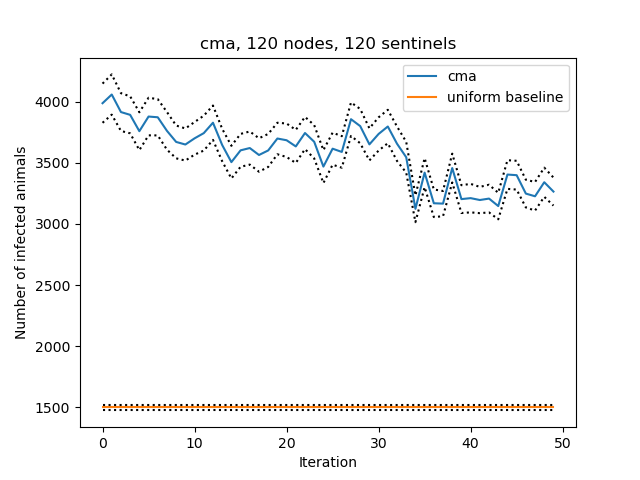 cma, 120 nodes, 120 sentinels
cma
uniform baseline
Number of infected animals
4000
3500
3000
2500
2000
1500
0 10 20 30 40 50
Iteration